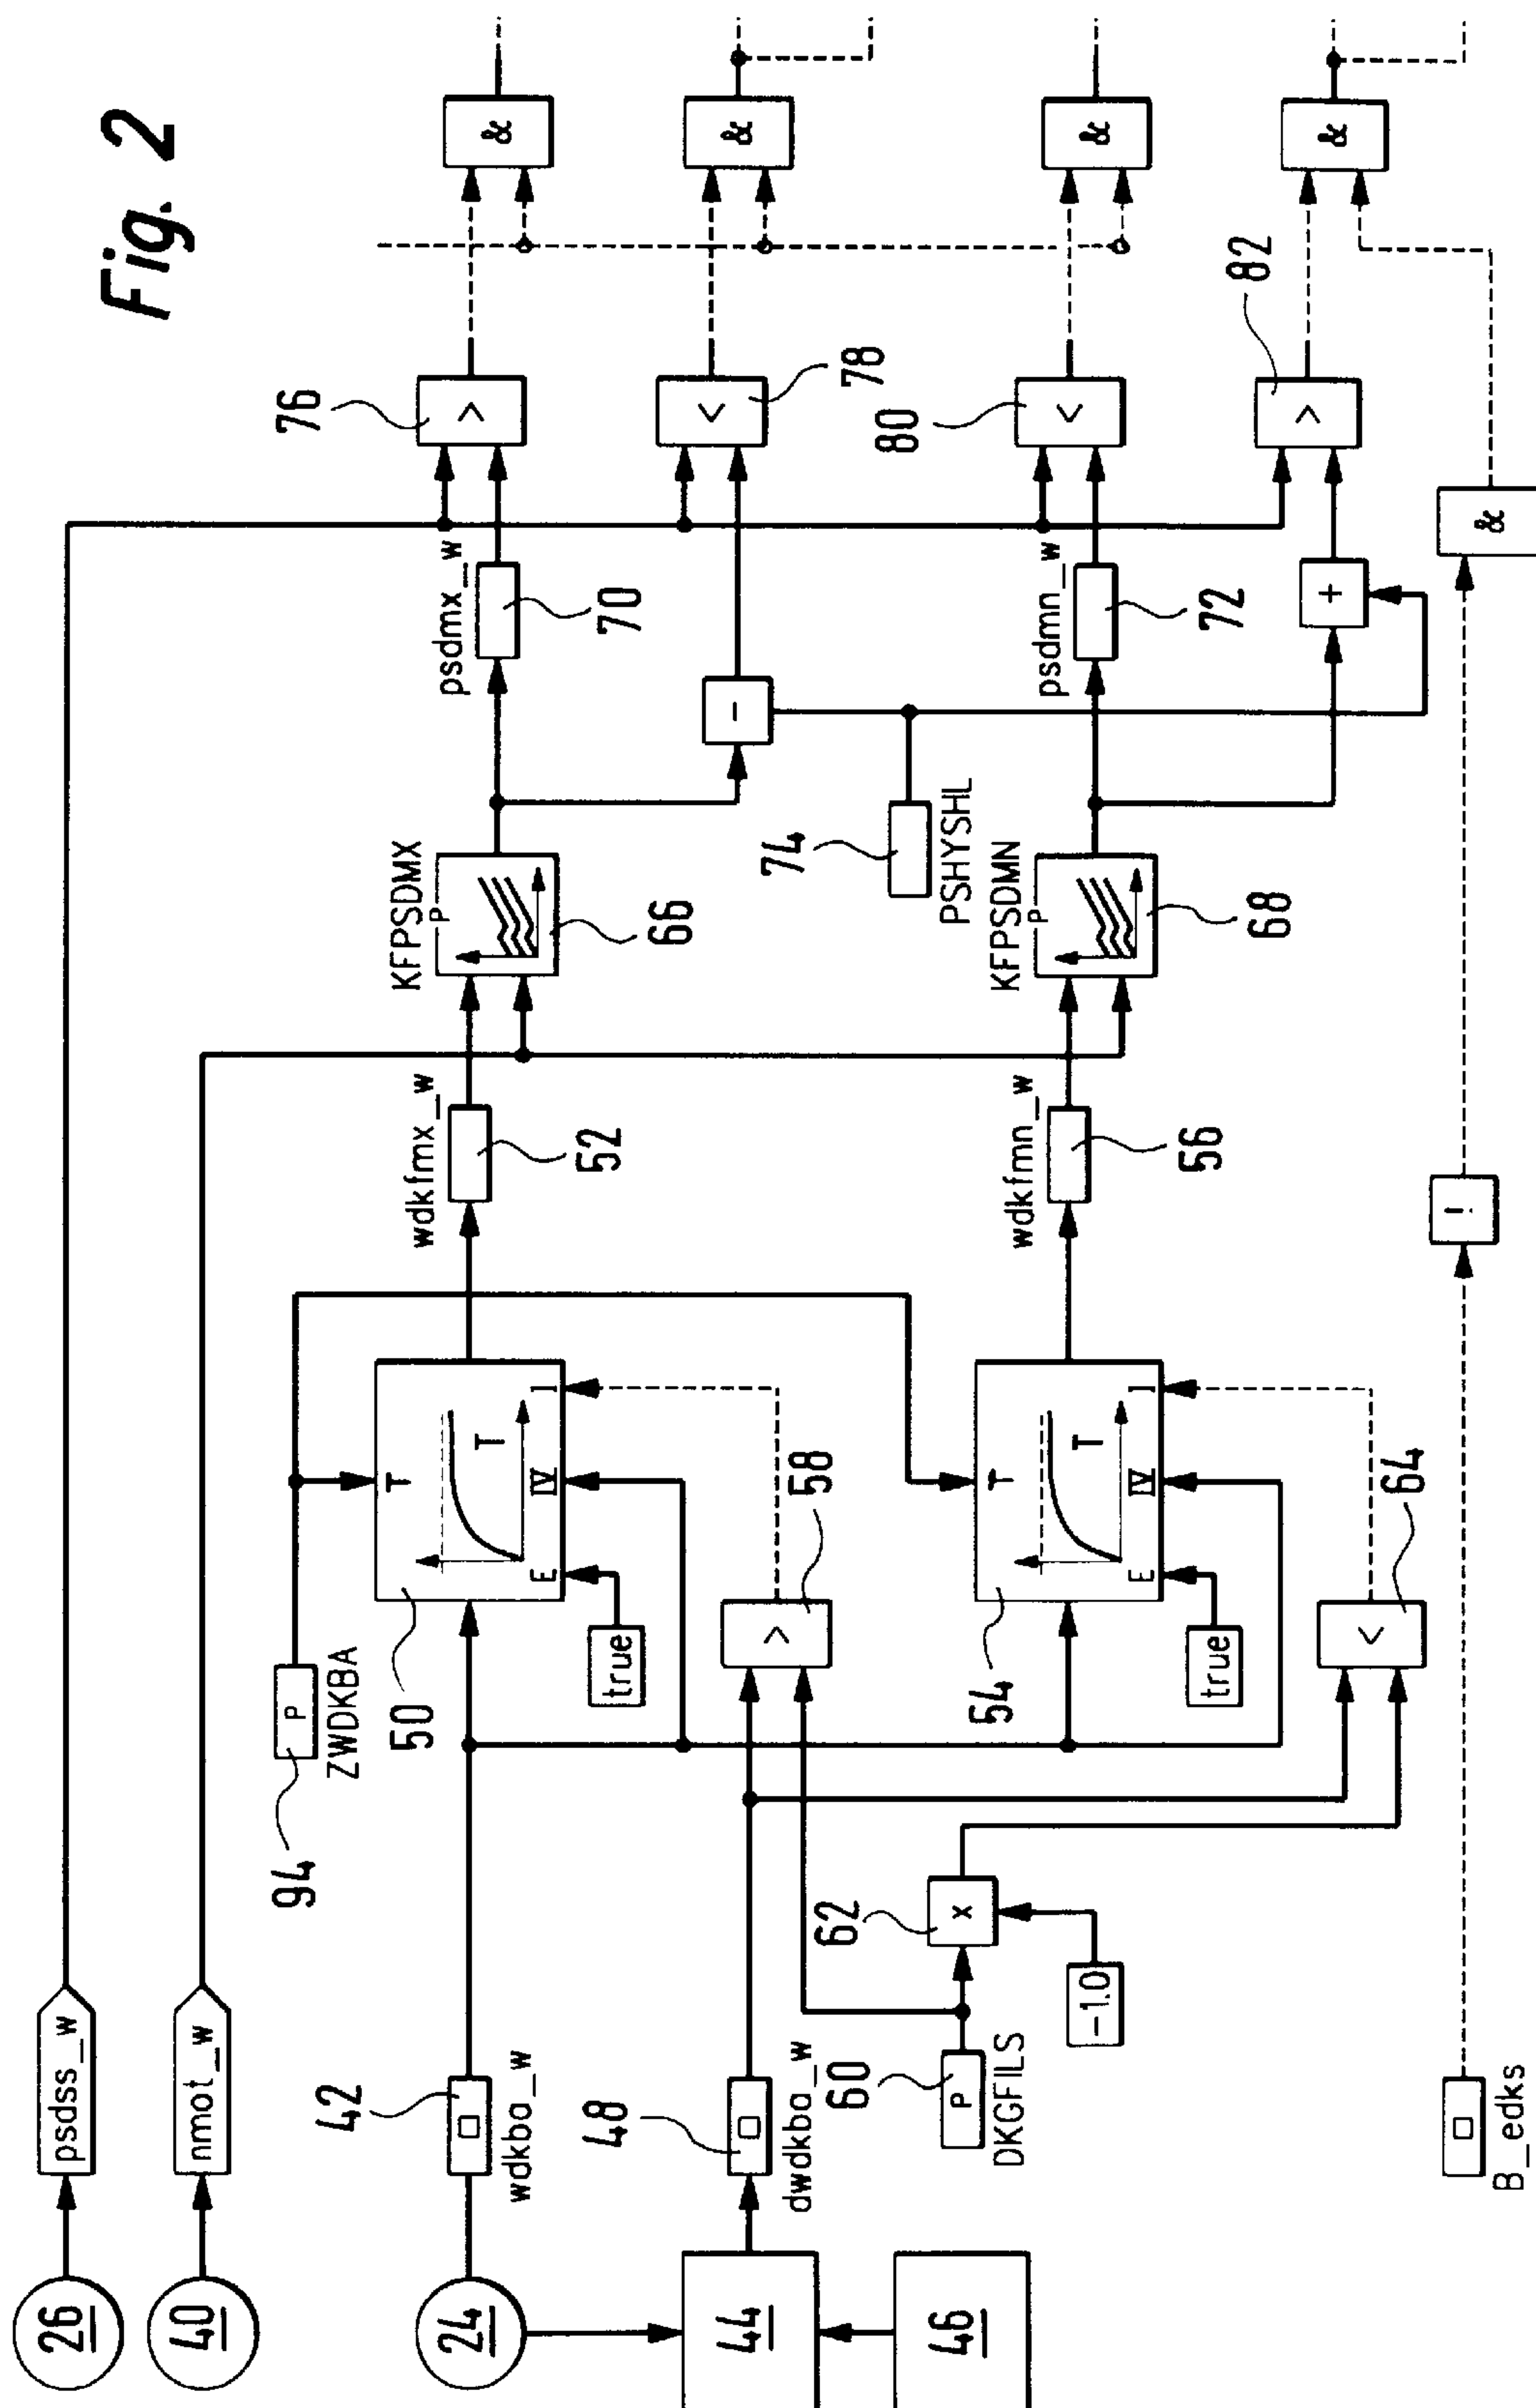 Fig. 2
26
psdss_w
40
nmot_w
94
P
ZWDKBA
24
42
wdkba_w
50
T
T
E
IV
I
true
wdkfmx_w
52
KFPSDMX
P
66
psdmx_w
70
76
>
&
44
46
48
dwdkba_w
58
>
-
78
<
&
60
P
DKGFILS
62
x
-1.0
74
PSHYSHL
54
T
T
E
IV
I
true
wdkfmn_w
56
KFPSDMN
P
68
psdmn_w
72
80
<
&
64
<
+
82
>
&
B_edks
!
&